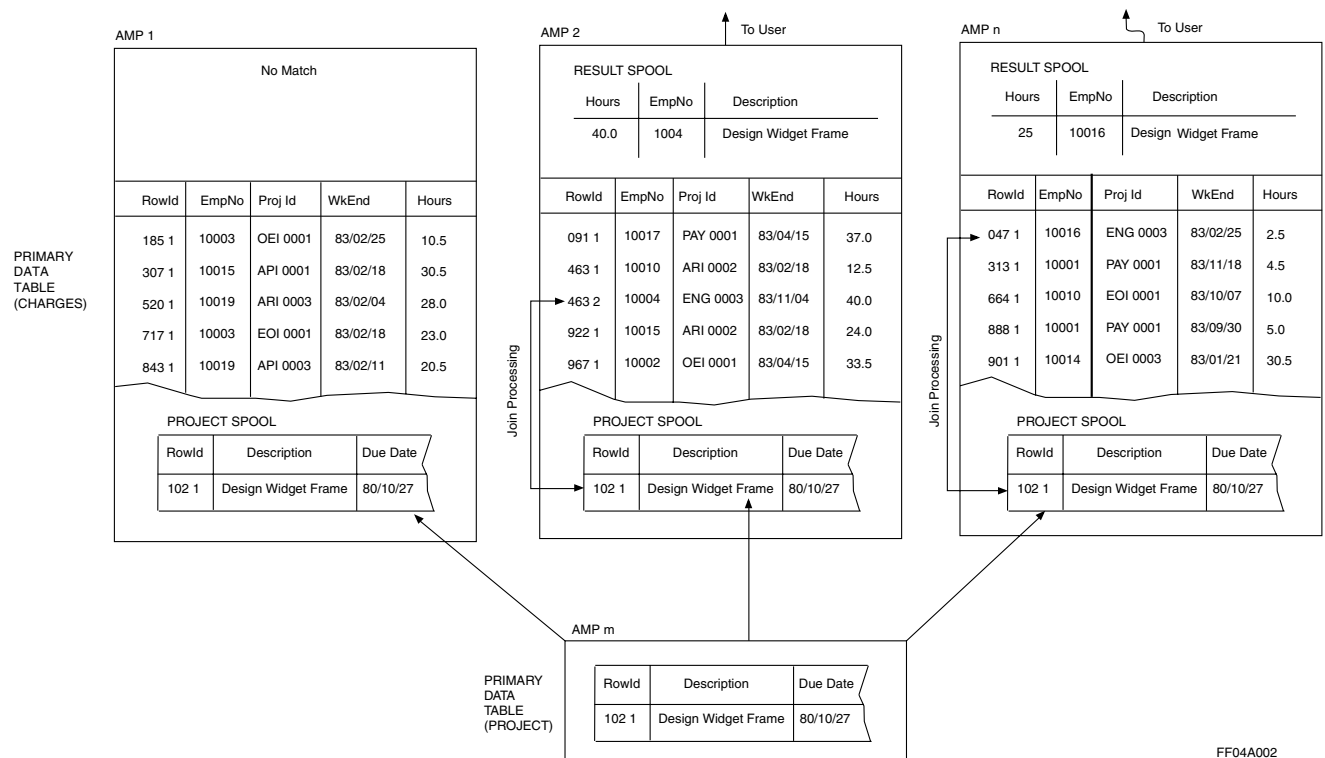 AMP 1
No Match
RowId EmpNo Proj Id WkEnd Hours
185 1 10003 OEI 0001 83/02/25 10.5
307 1 10015 API 0001 83/02/18 30.5
520 1 10019 ARI 0003 83/02/04 28.0
717 1 10003 EOI 0001 83/02/18 23.0
843 1 10019 API 0003 83/02/11 20.5
PRIMARY
DATA
TABLE
(CHARGES)
PROJECT SPOOL
RowId Description Due Date
102 1 Design Widget Frame 80/10/27
AMP 2
To User
RESULT SPOOL
Hours EmpNo Description
40.0 1004 Design Widget Frame
RowId EmpNo Proj Id WkEnd Hours
091 1 10017 PAY 0001 83/04/15 37.0
463 1 10010 ARI 0002 83/02/18 12.5
463 2 10004 ENG 0003 83/11/04 40.0
922 1 10015 ARI 0002 83/02/18 24.0
967 1 10002 OEI 0001 83/04/15 33.5
Join Processing
PROJECT SPOOL
RowId Description Due Date
102 1 Design Widget Frame 80/10/27
AMP n
To User
RESULT SPOOL
Hours EmpNo Description
25 10016 Design Widget Frame
RowId EmpNo Proj Id WkEnd Hours
047 1 10016 ENG 0003 83/02/25 2.5
313 1 10001 PAY 0001 83/11/18 4.5
664 1 10010 EOI 0001 83/10/07 10.0
888 1 10001 PAY 0001 83/09/30 5.0
901 1 10014 OEI 0003 83/01/21 30.5
Join Processing
PROJECT SPOOL
RowId Description Due Date
102 1 Design Widget Frame 80/10/27
AMP m
PRIMARY
DATA
TABLE
(PROJECT)
RowId Description Due Date
102 1 Design Widget Frame 80/10/27
FF04A002